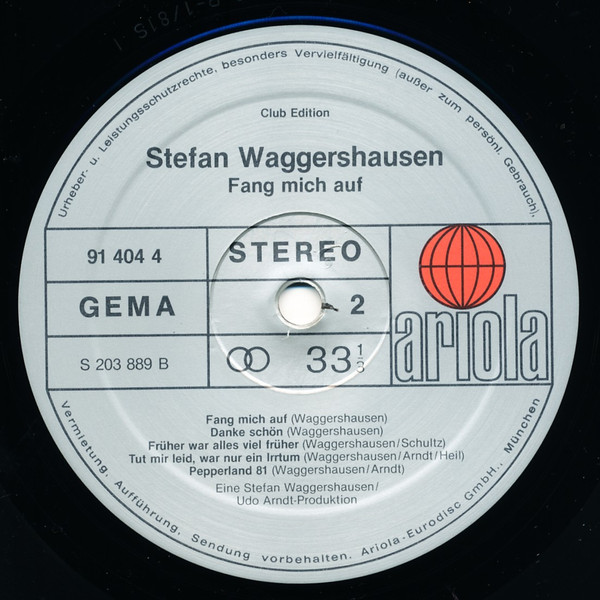 Urheber- u. Leistungsschutzrechte, besonders Vervielfältigung (außer zum persönl. Gebrauch),
Club Edition
Stefan Waggershausen
Fang mich auf
91 404 4
STEREO
GEMA
2
S 203 889 B
33 1/3
ariola
Fang mich auf (Waggershausen)
Danke schön (Waggershausen)
Früher war alles viel früher (Waggershausen/Schultz)
Tut mir leid, war nur ein Irrtum (Waggershausen/Arndt/Heil)
Pepperland 81 (Waggershausen/Arndt)
Eine Stefan Waggershausen/
Udo Arndt-Produktion
Vermietung, Aufführung, Sendung vorbehalten. Ariola-Eurodisc GmbH., München